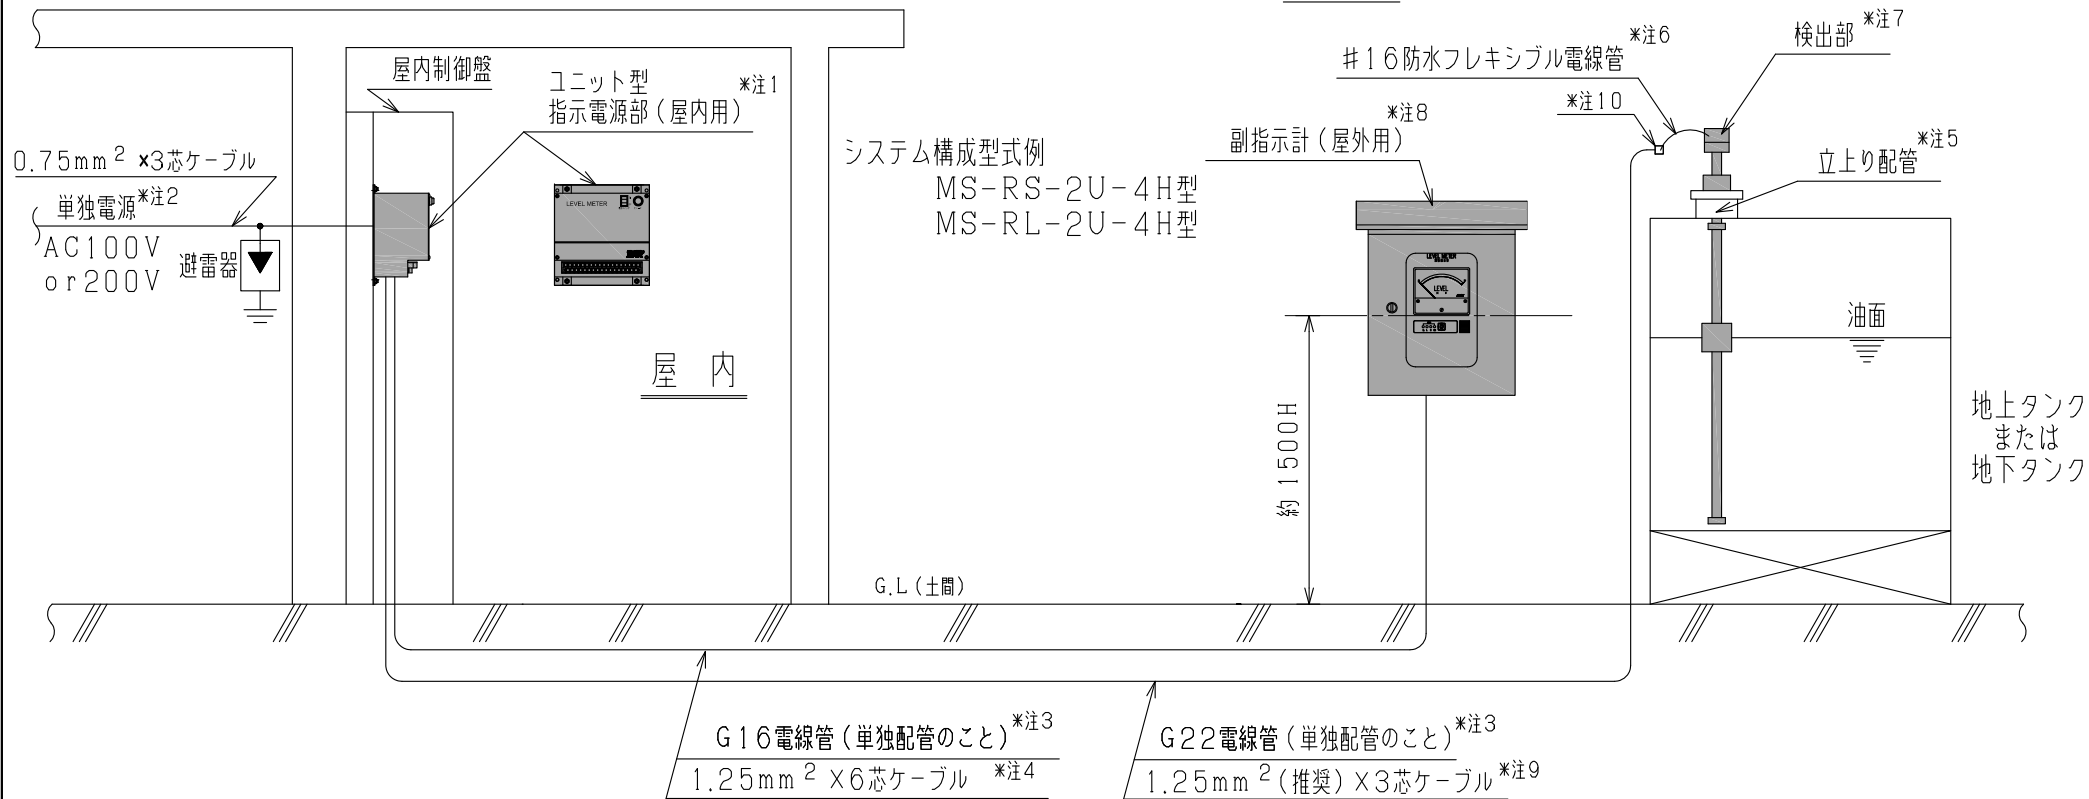 屋内制御盤
ユニット型 *注1
指示電源部(屋内用)
0.75mm² ×3芯ケーブル
単独電源*注2
AC100V
or200V
避雷器
LEVEL METER
屋 内
システム構成型式例
MS-RS-2U-4H型
MS-RL-2U-4H型
*注8
副指示計(屋外用)
LEVEL METER
LEVEL
約1500H
#16防水フレキシブル電線管*注6
*注10
検出部*注7
立上り配管*注5
油面
地上タンク
または
地下タンク
G.L(土間)
G16電線管(単独配管のこと)*注3
1.25mm² ×6芯ケーブル *注4
G22電線管(単独配管のこと)*注3
1.25mm²(推奨)×3芯ケーブル*注9